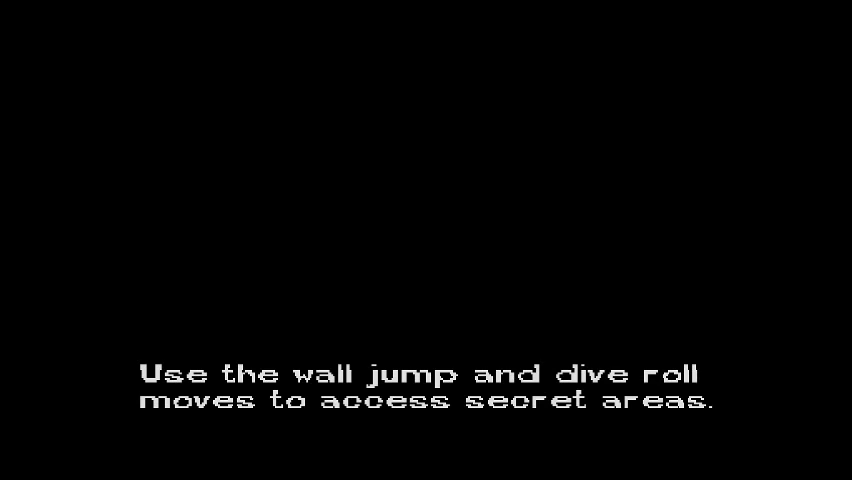 Use the wall jump and dive roll
moves to access secret areas.